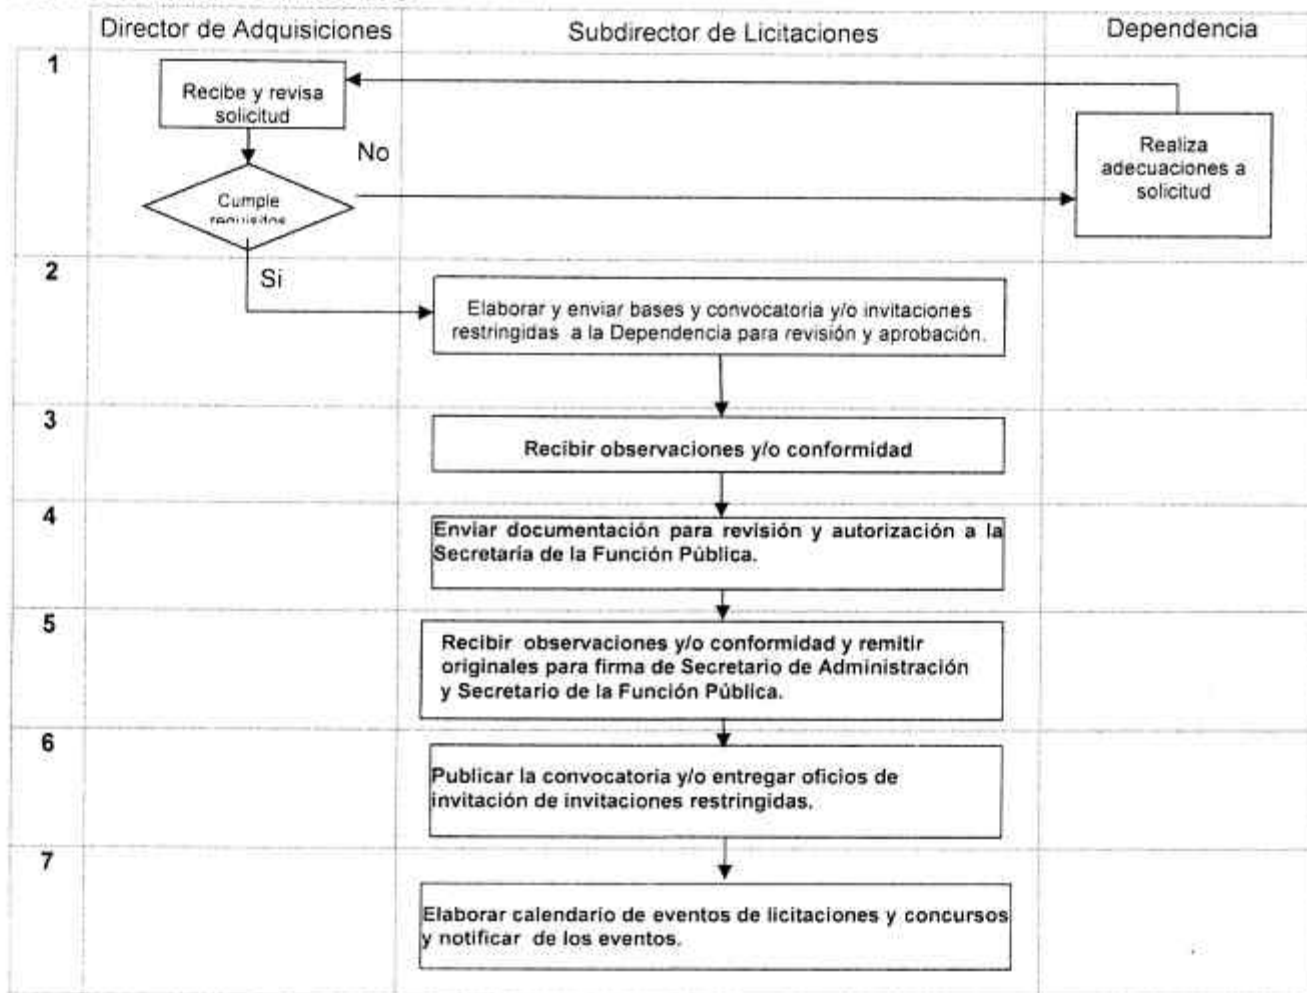 Director de Adquisiciones
Subdirector de Licitaciones
Dependencia
1
Recibe y revisa
solicitud
No
Realiza
adecuaciones a
solicitud
Cumple
requisitos
2
Si
Elaborar y enviar bases y convocatoria y/o invitaciones
restringidas a la Dependencia para revisión y aprobación.
3
Recibir observaciones y/o conformidad
4
Enviar documentación para revisión y autorización a la
Secretaría de la Función Pública.
5
Recibir observaciones y/o conformidad y remitir
originales para firma de Secretario de Administración
y Secretario de la Función Pública.
6
Publicar la convocatoria y/o entregar oficios de
invitación de invitaciones restringidas.
7
Elaborar calendario de eventos de licitaciones y concursos
y notificar de los eventos.